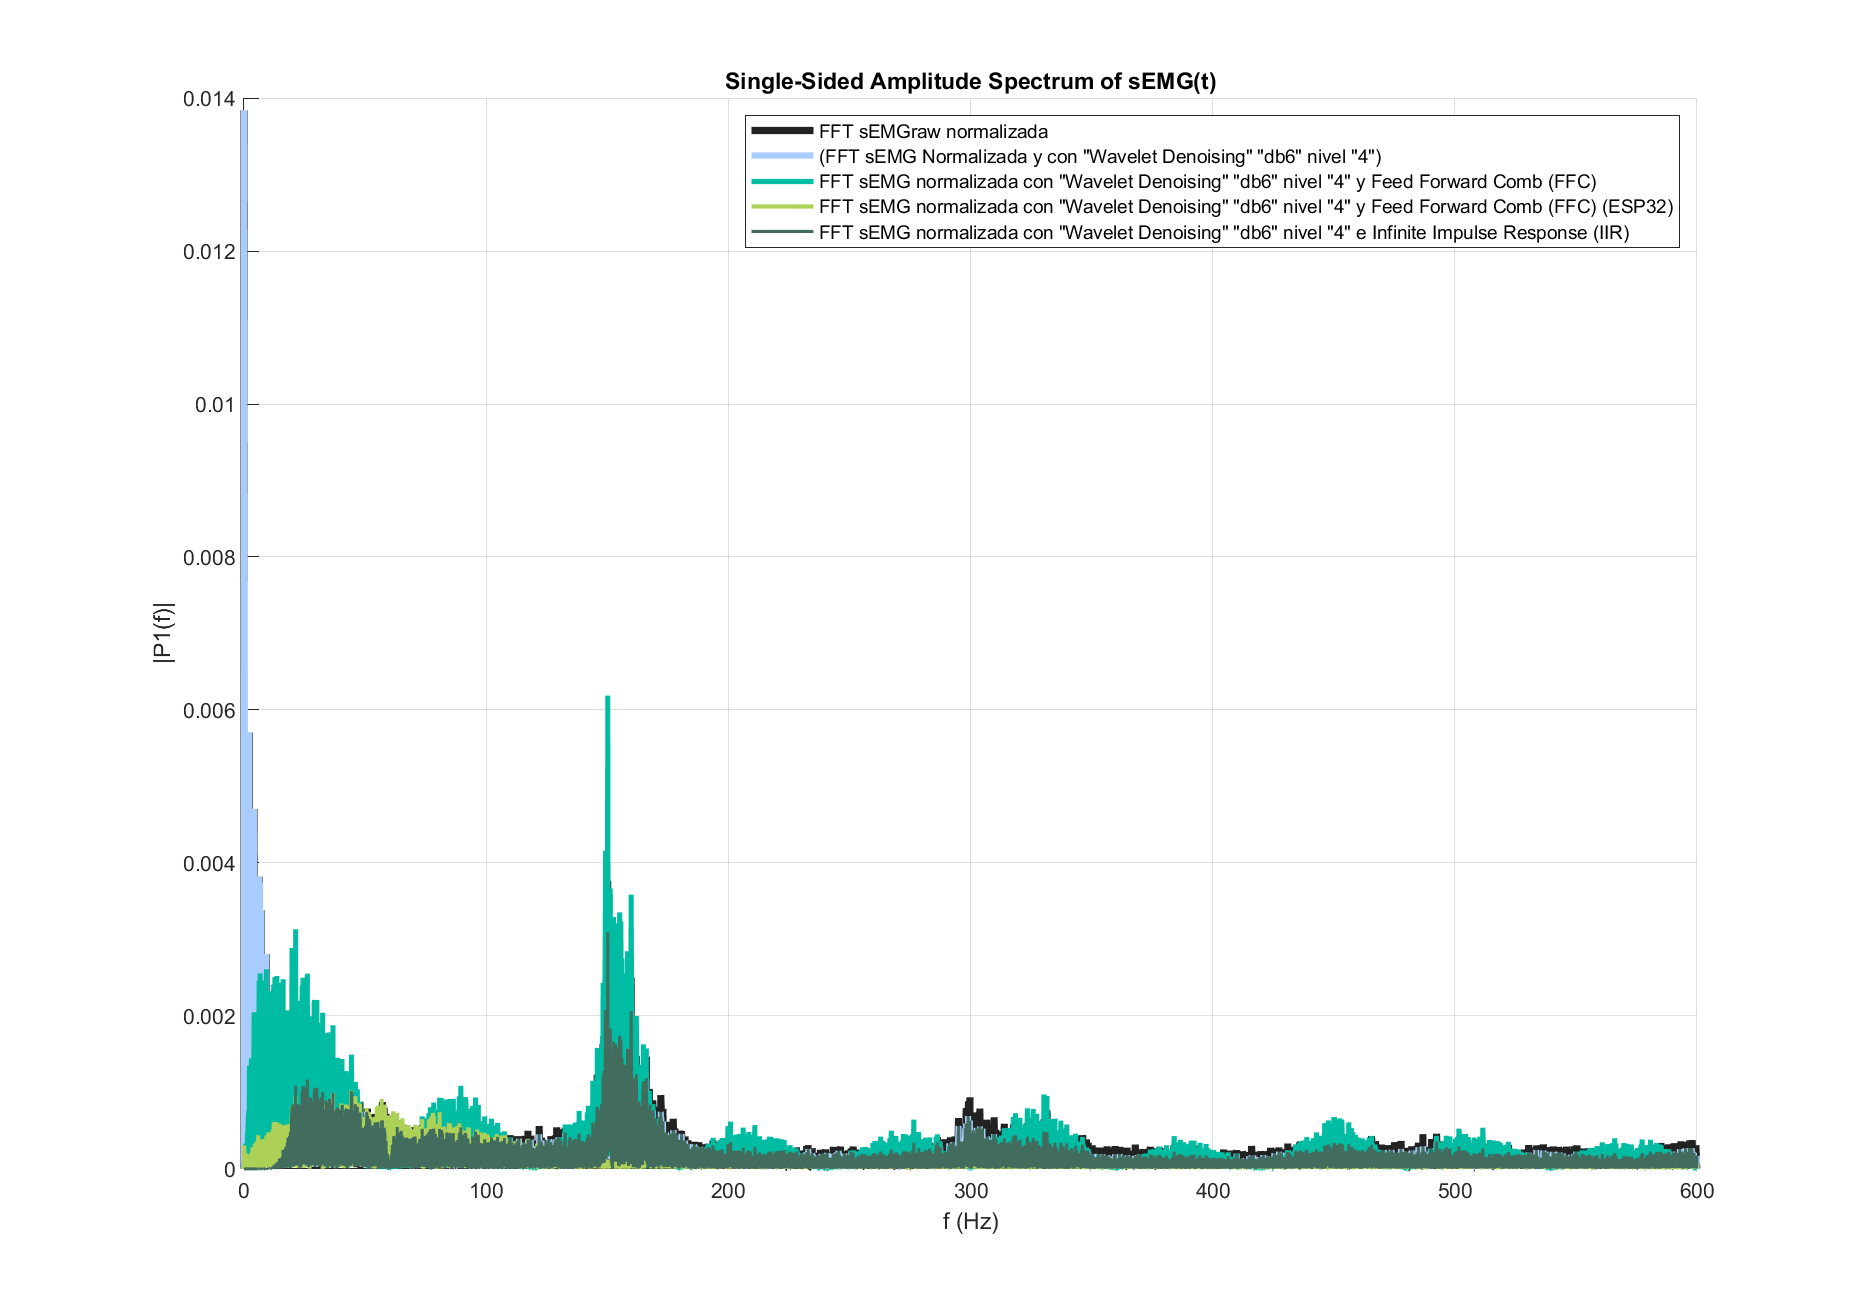 Single-Sided Amplitude Spectrum of sEMG(t)
FFT sEMGraw normalizada
(FFT sEMG Normalizada y con "Wavelet Denoising" "db6" nivel "4")
FFT sEMG normalizada con "Wavelet Denoising" "db6" nivel "4" y Feed Forward Comb (FFC)
FFT sEMG normalizada con "Wavelet Denoising" "db6" nivel "4" y Feed Forward Comb (FFC) (ESP32)
FFT sEMG normalizada con "Wavelet Denoising" "db6" nivel "4" e Infinite Impulse Response (IIR)
0.014
0.012
0.01
0.008
0.006
0.004
0.002
0
|P1(f)|
0 100 200 300 400 500 600
f (Hz)